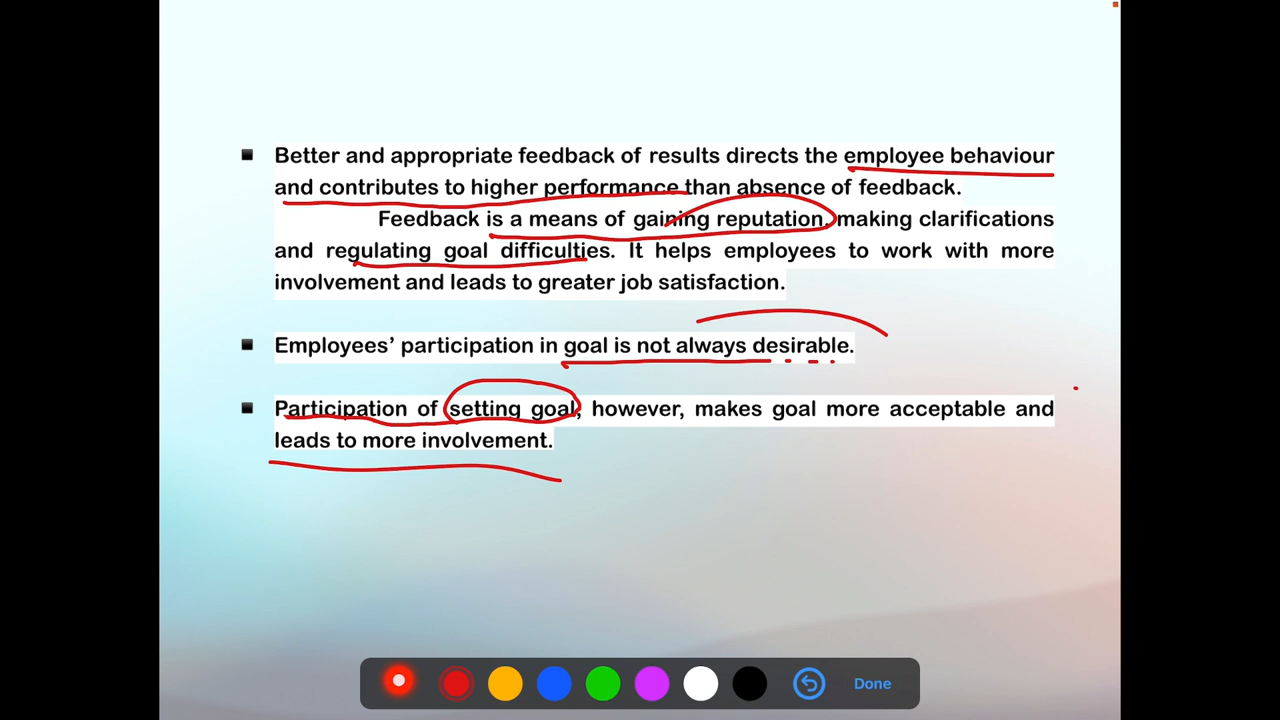 Better and appropriate feedback of results directs the employee behaviour
and contributes to higher performance than absence of feedback.
Feedback is a means of gaining reputation, making clarifications
and regulating goal difficulties. It helps employees to work with more
involvement and leads to greater job satisfaction.
Employees’ participation in goal is not always desirable.
Participation of setting goal, however, makes goal more acceptable and
leads to more involvement.
Done